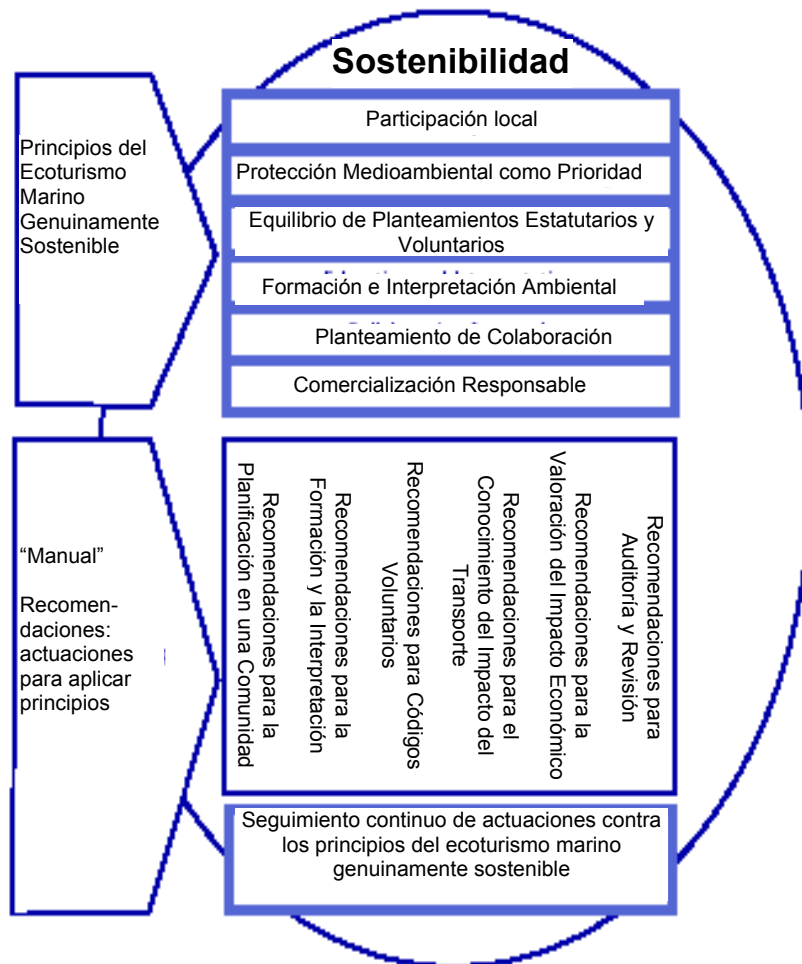 Sostenibilidad
Principios del
Ecoturismo
Marino
Genuinamente
Sostenible
Participación local
Protección Medioambiental como Prioridad
Equilibrio de Planteamientos Estatutarios y
Voluntarios
Formación e Interpretación Ambiental
Planteamiento de Colaboración
Comercialización Responsable
“Manual”
Recomen-
daciones:
actuaciones
para aplicar
principios
Recomendaciones para la
Planificación en una Comunidad
Recomendaciones para la
Formación y la Interpretación
Recomendaciones para Códigos
Voluntarios
Recomendaciones para el
Conocimiento del Impacto del
Transporte
Recomendaciones para la
Valoración del Impacto Económico
Recomendaciones para
Auditoría y Revisión
Seguimiento continuo de actuaciones contra
los principios del ecoturismo marino
genuinamente sostenible